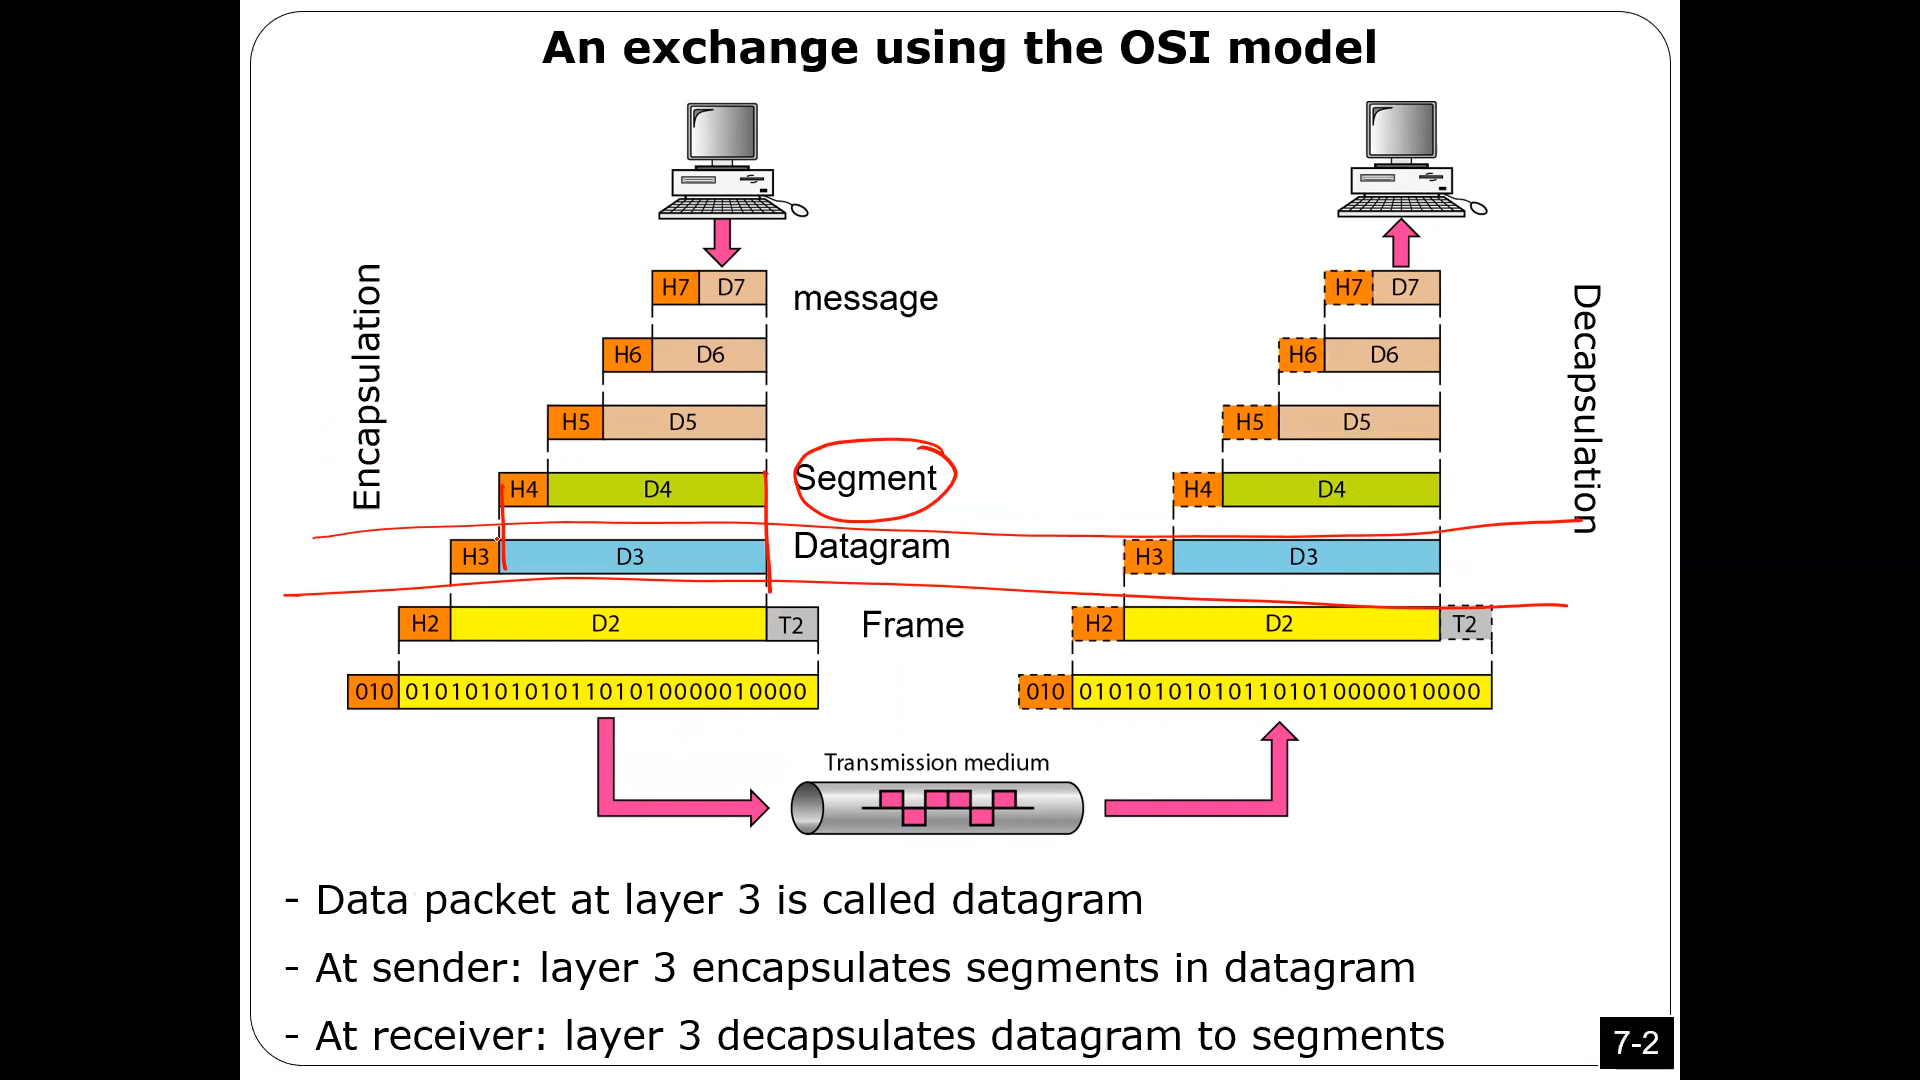 An exchange using the OSI model
Encapsulation
Decapsulation
H7 D7 message H7 D7
H6 D6 H6 D6
H5 D5 H5 D5
H4 D4 Segment H4 D4
H3 D3 Datagram H3 D3
H2 D2 T2 Frame H2 D2 T2
010 010101010101101010000010000 010 010101010101101010000010000
Transmission medium
- Data packet at layer 3 is called datagram
- At sender: layer 3 encapsulates segments in datagram
- At receiver: layer 3 decapsulates datagram to segments
7-2